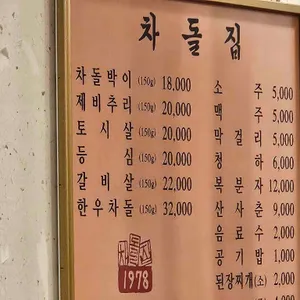 차돌집
차돌박이 (150g) 18,000
제비추리 (150g) 20,000
토시살 (150g) 20,000
등심 (150g) 20,000
갈비살 (150g) 22,000
한우차돌 (150g) 32,000
소주 5,000
맥주 5,000
막걸리 5,000
청하 6,000
복분자 12,000
산사춘 9,000
음료수 2,000
공기밥 1,000
된장찌개(소) 2,000
차돌집
1978